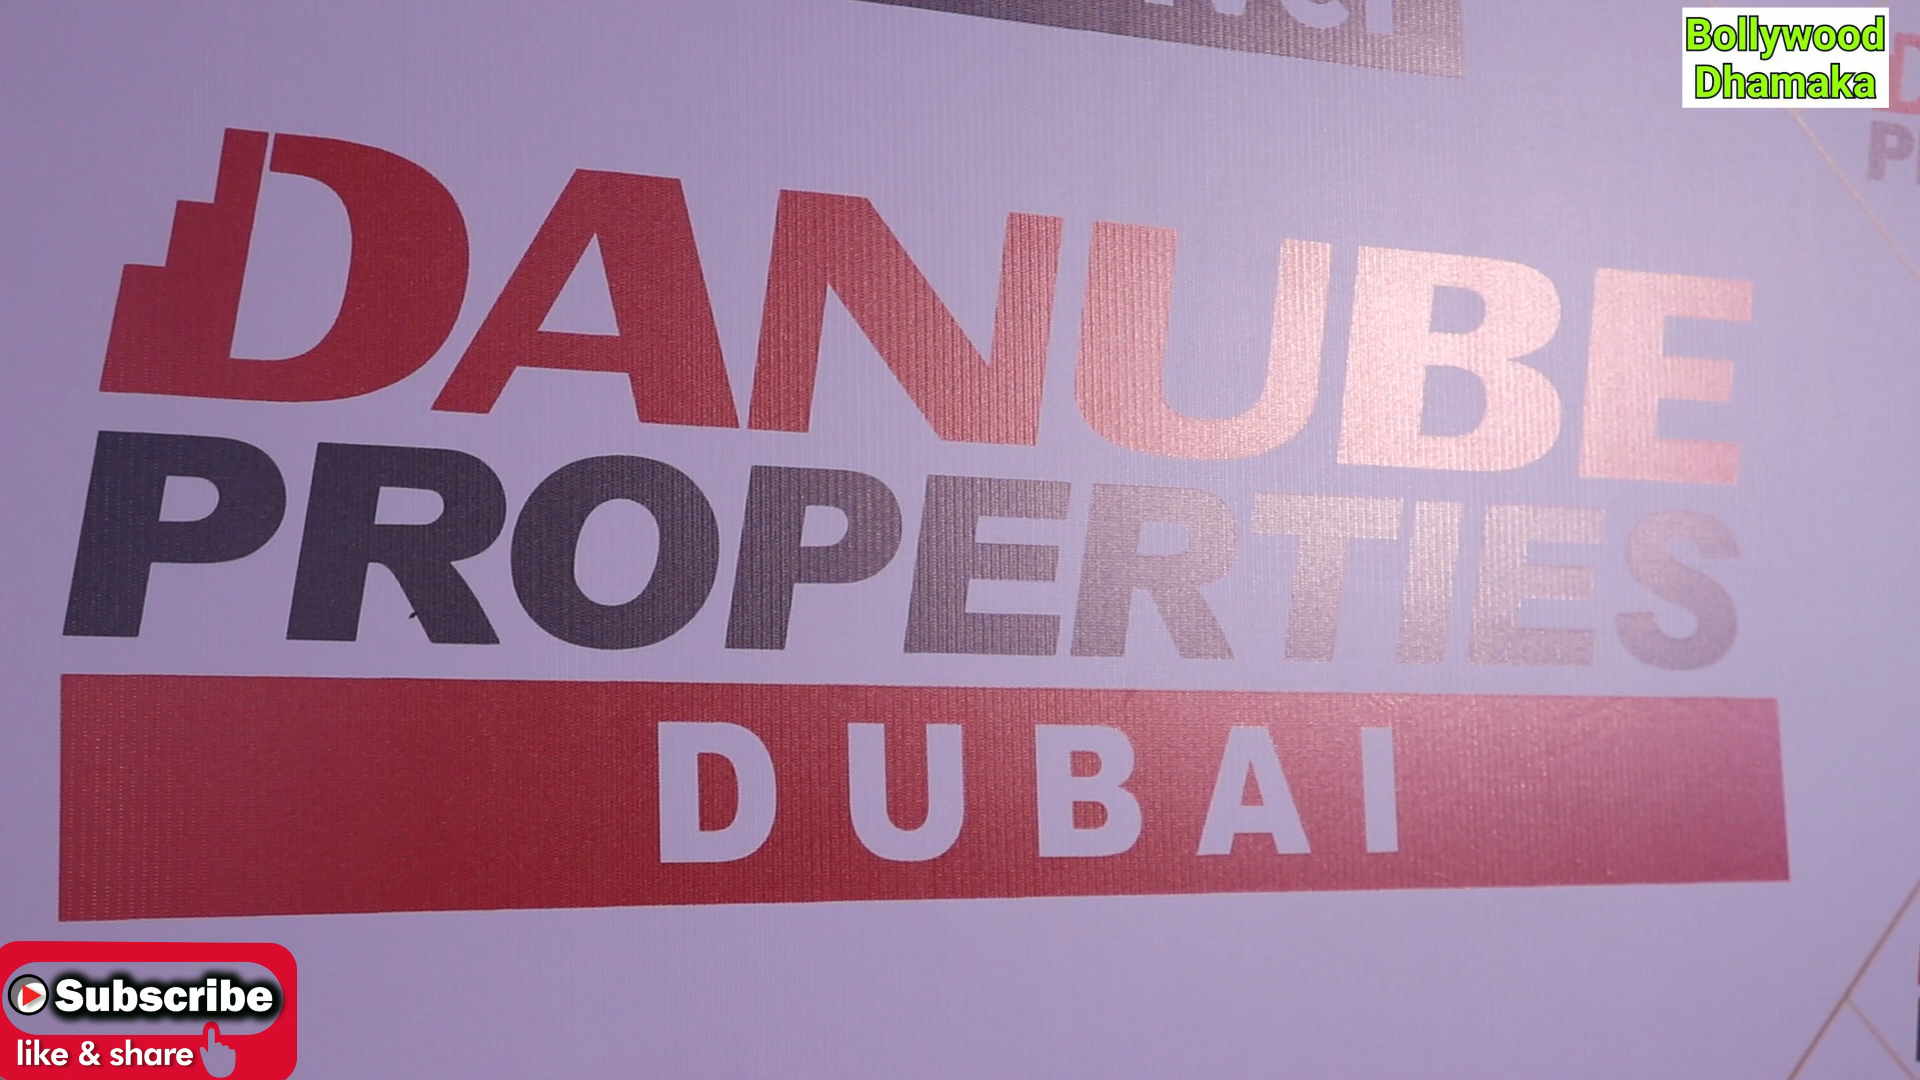 Bollywood
Dhamaka
DANUBE
PROPERTIES
DUBAI
Subscribe
like & share